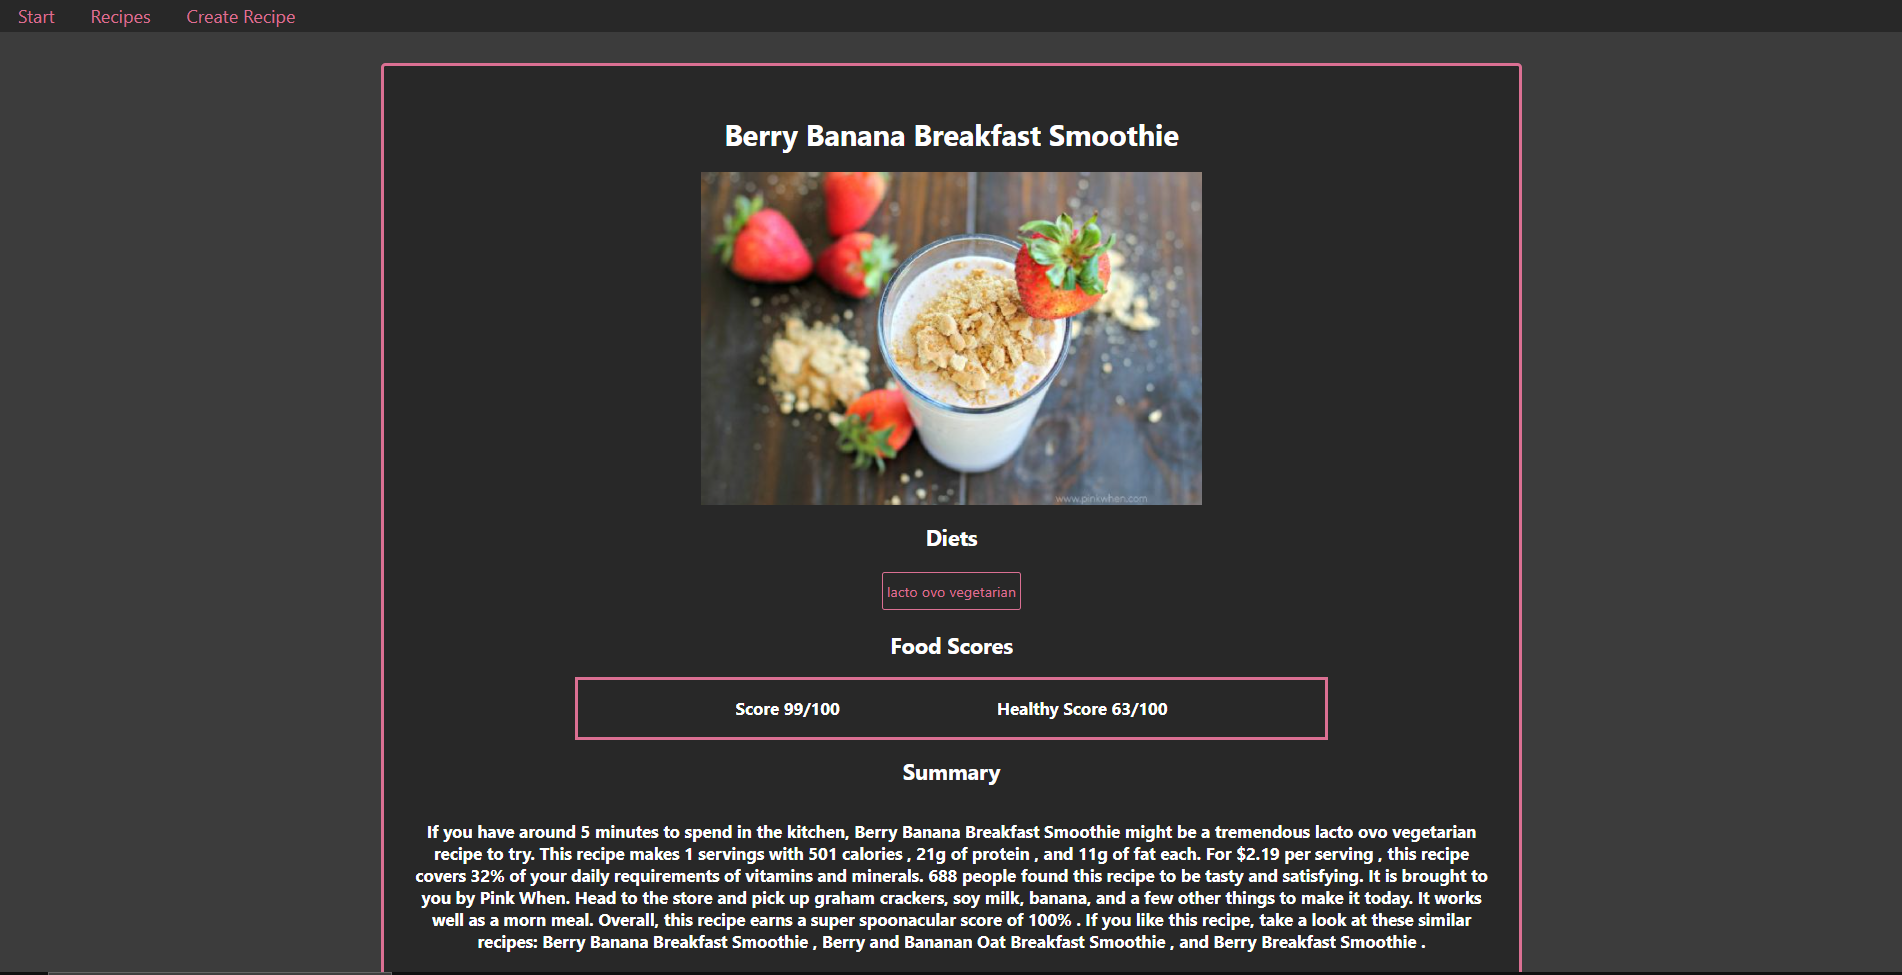 Start Recipes Create Recipe
Berry Banana Breakfast Smoothie
www.pinkwhen.com
Diets
lacto ovo vegetarian
Food Scores
Score 99/100 Healthy Score 63/100
Summary
If you have around 5 minutes to spend in the kitchen, Berry Banana Breakfast Smoothie might be a tremendous lacto ovo vegetarian
recipe to try. This recipe makes 1 servings with 501 calories , 21g of protein , and 11g of fat each. For $2.19 per serving , this recipe
covers 32% of your daily requirements of vitamins and minerals. 688 people found this recipe to be tasty and satisfying. It is brought to
you by Pink When. Head to the store and pick up graham crackers, soy milk, banana, and a few other things to make it today. It works
well as a morn meal. Overall, this recipe earns a super spoonacular score of 100% . If you like this recipe, take a look at these similar
recipes: Berry Banana Breakfast Smoothie , Berry and Bananan Oat Breakfast Smoothie , and Berry Breakfast Smoothie .